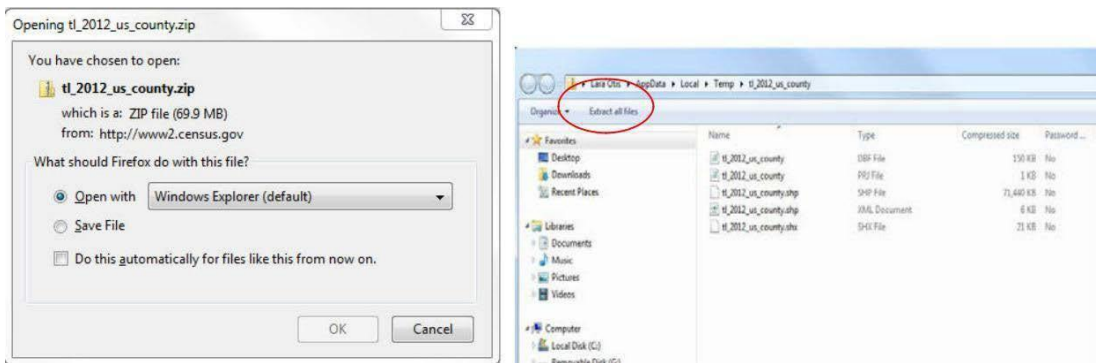 Opening tl_2012_us_county.zip
You have chosen to open:
tl_2012_us_county.zip
which is a: ZIP file (69.9 MB)
from: http://www2.census.gov
What should Firefox do with this file?
Open with Windows Explorer (default)
Save File
Do this automatically for files like this from now on.
OK Cancel
Lara Otis AppData Local Temp tl_2012_us_county
Organize Extract all files
Favorites
Desktop
Downloads
Recent Places
Libraries
Documents
Music
Pictures
Videos
Computer
Local Disk (C:)
Removable Disk (G:)
Name Type Compressed size Password ...
tl_2012_us_county DBF File 150 KB No
tl_2012_us_county PRJ File 1 KB No
tl_2012_us_county.shp SHP File 71,440 KB No
tl_2012_us_county.shp XML Document 6 KB No
tl_2012_us_county.shx SHX File 21 KB No